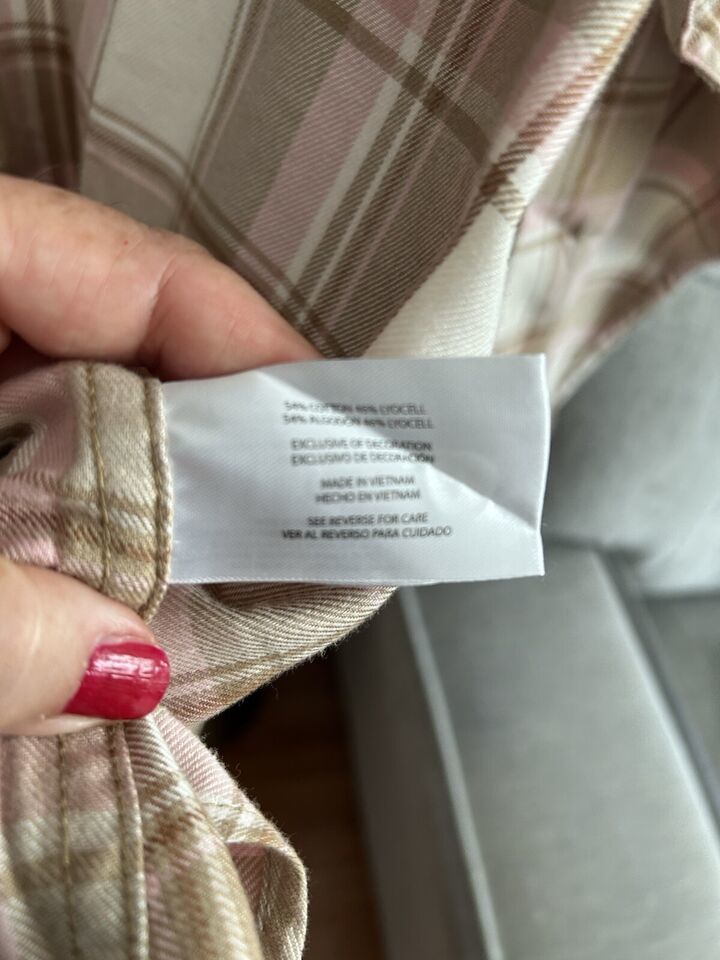 54% COTTON 46% LYOCELL
54% ALGODON 46% LYOCELL
EXCLUSIVE OF DECORATION
EXCLUSIVO DE DECORACIÓN
MADE IN VIETNAM
HECHO EN VIETNAM
SEE REVERSE FOR CARE
VER AL REVERSO PARA CUIDADO